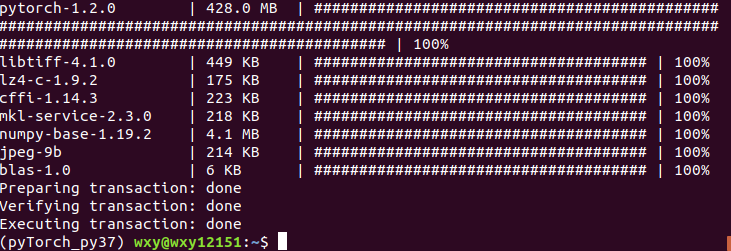 pytorch-1.2.0        | 428.0 MB  | ###########################################
############################################################################
######################################### | 100%
libtiff-4.1.0        | 449 KB    | ################################### | 100%
lz4-c-1.9.2          | 175 KB    | ################################### | 100%
cffi-1.14.3          | 223 KB    | ################################### | 100%
mkl-service-2.3.0    | 218 KB    | ################################### | 100%
numpy-base-1.19.2    | 4.1 MB    | ################################### | 100%
jpeg-9b              | 214 KB    | ################################### | 100%
blas-1.0             | 6 KB      | ################################### | 100%
Preparing transaction: done
Verifying transaction: done
Executing transaction: done
(pyTorch_py37) wxy@wxy12151:~$